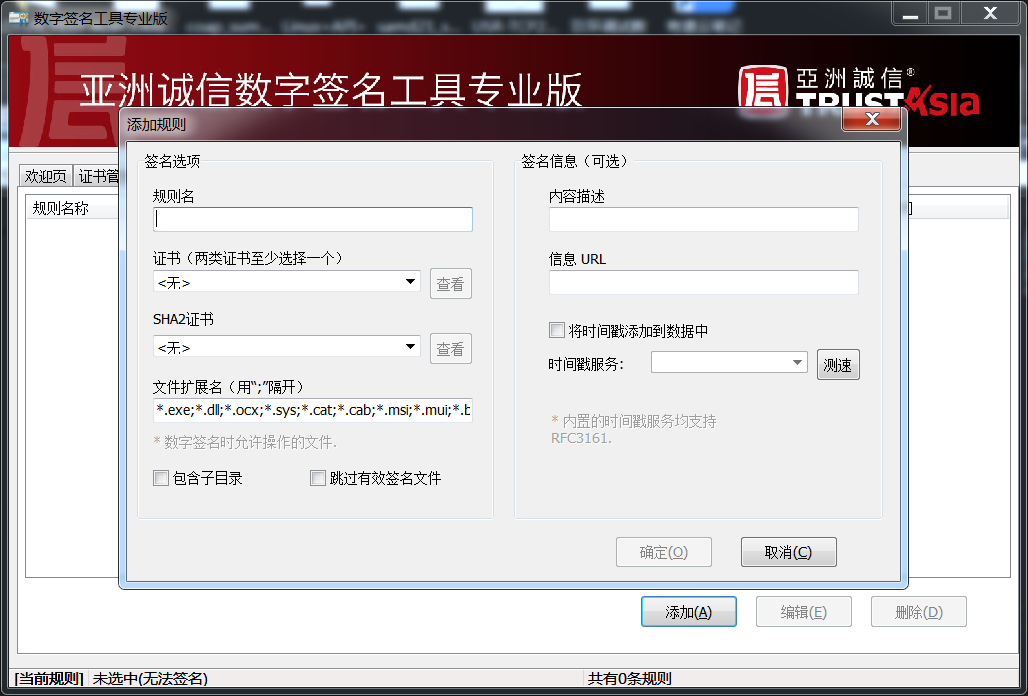 数字签名工具专业版
亚洲诚信数字签名工具专业版
亞洲誠信®
TRUSTAsia
添加规则
欢迎页
证书管
规则名称
签名选项
规则名
证书（两类证书至少选择一个）
<无>
查看
SHA2证书
<无>
查看
文件扩展名（用“;”隔开）
*.exe;*.dll;*.ocx;*.sys;*.cat;*.cab;*.msi;*.mui;*.b
* 数字签名时允许操作的文件.
包含子目录
跳过有效签名文件
签名信息（可选）
内容描述
信息 URL
将时间戳添加到数据中
时间戳服务：
测速
* 内置的时间戳服务均支持
RFC3161.
确定(O)
取消(C)
添加(A)
编辑(E)
删除(D)
[当前规则]
未选中(无法签名)
共有0条规则